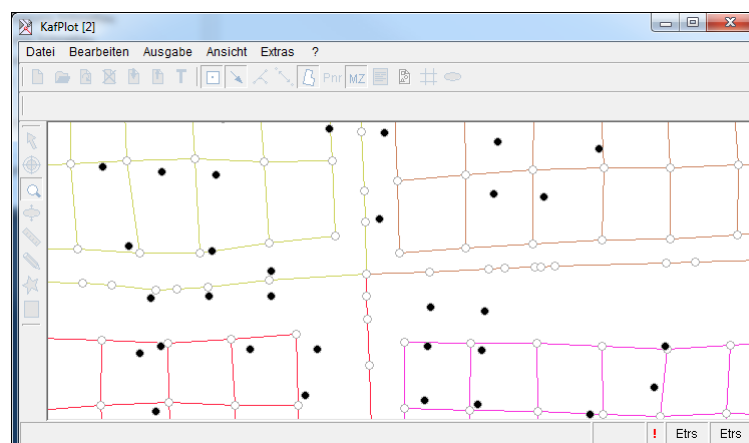 KafPlot [2]
Datei Bearbeiten Ausgabe Ansicht Extras ?
T Pnr MZ
! Etrs Etrs